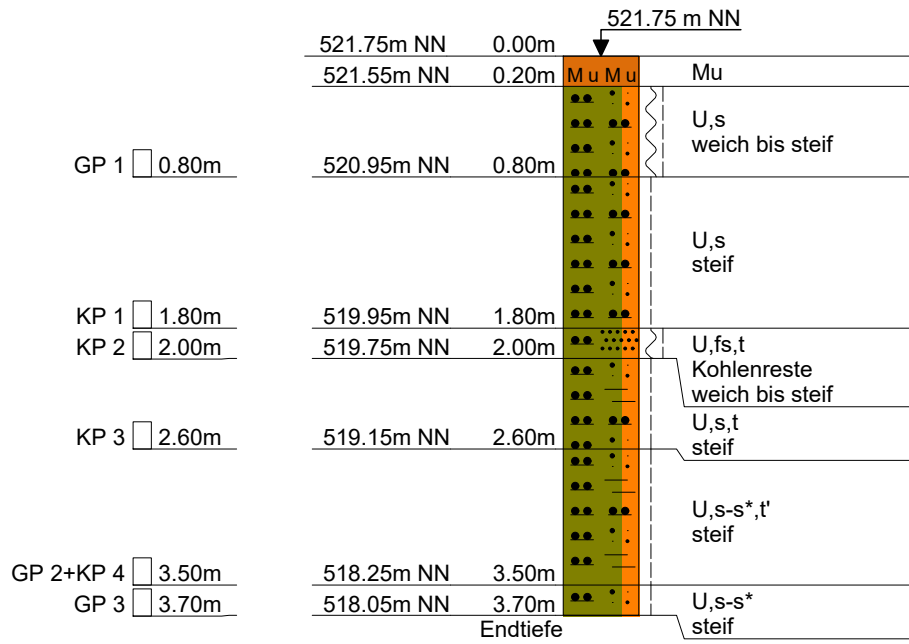 521.75 m NN
521.75m NN 0.00m
521.55m NN 0.20m Mu Mu Mu
U,s
weich bis steif
GP 1 0.80m 520.95m NN 0.80m
U,s
steif
KP 1 1.80m 519.95m NN 1.80m
KP 2 2.00m 519.75m NN 2.00m
U,fs,t
Kohlenreste
weich bis steif
U,s,t
steif
KP 3 2.60m 519.15m NN 2.60m
U,s-s*,t'
steif
GP 2+KP 4 3.50m 518.25m NN 3.50m
GP 3 3.70m 518.05m NN 3.70m
U,s-s*
steif
Endtiefe